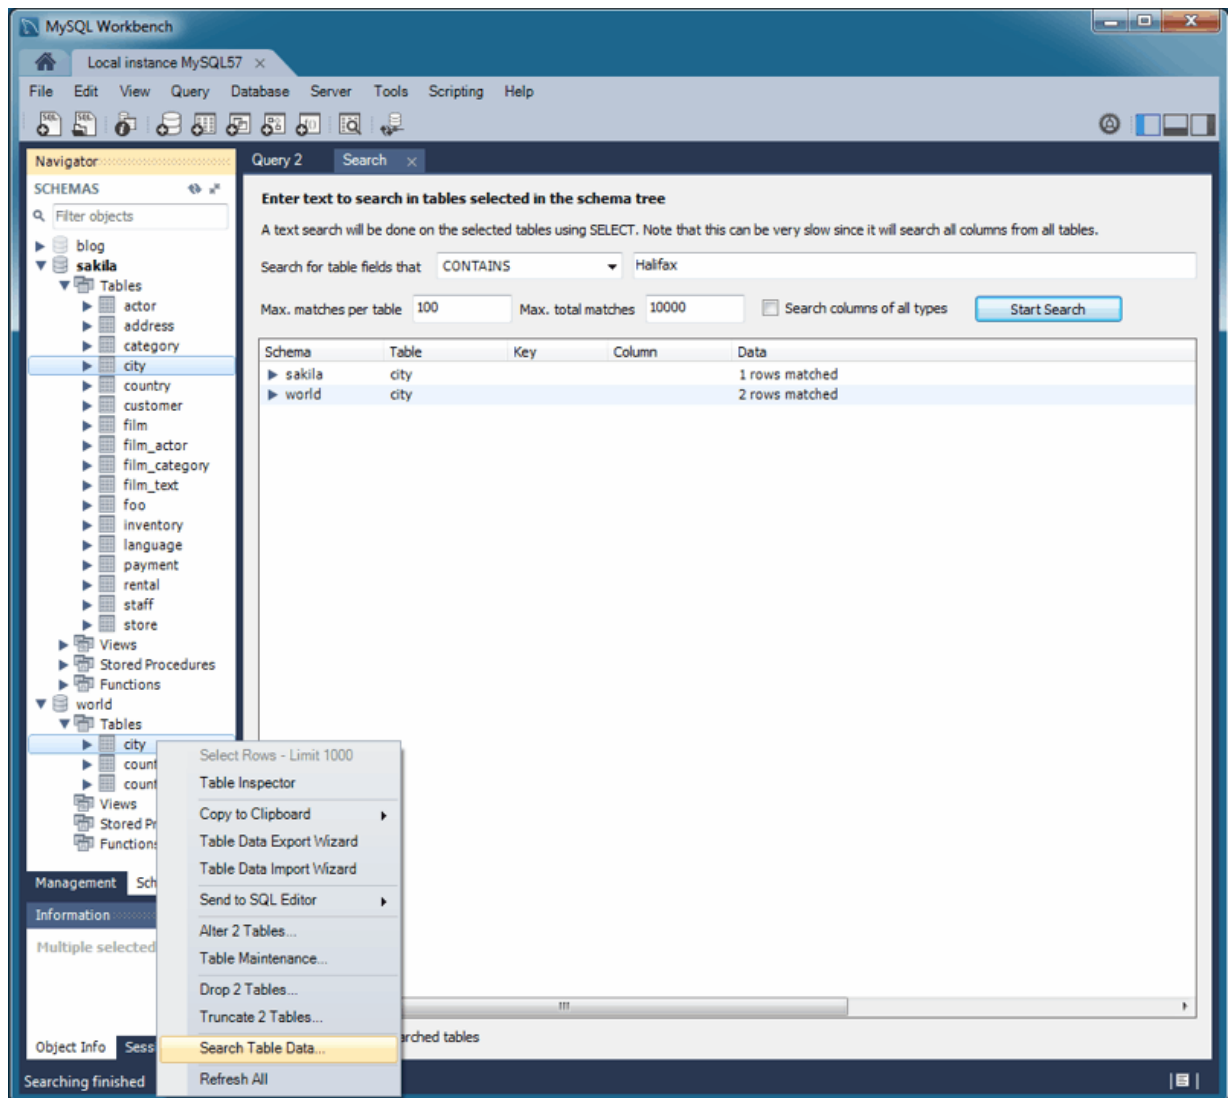 MySQL Workbench
Local instance MySQL57
File Edit View Query Database Server Tools Scripting Help
Navigator
SCHEMAS
Filter objects
blog
sakila
Tables
actor
address
category
city
country
customer
film
film_actor
film_category
film_text
foo
inventory
language
payment
rental
staff
store
Views
Stored Procedures
Functions
world
Tables
city
count
count
Views
Stored Pr
Functions
Management Sch
Information
Multiple selected
Object Info Sess
Searching finished
Query 2 Search
Enter text to search in tables selected in the schema tree
A text search will be done on the selected tables using SELECT. Note that this can be very slow since it will search all columns from all tables.
Search for table fields that CONTAINS Halifax
Max. matches per table 100 Max. total matches 10000 Search columns of all types Start Search
Schema Table Key Column Data
sakila city 1 rows matched
world city 2 rows matched
arched tables
Select Rows - Limit 1000
Table Inspector
Copy to Clipboard
Table Data Export Wizard
Table Data Import Wizard
Send to SQL Editor
Alter 2 Tables...
Table Maintenance...
Drop 2 Tables...
Truncate 2 Tables...
Search Table Data...
Refresh All